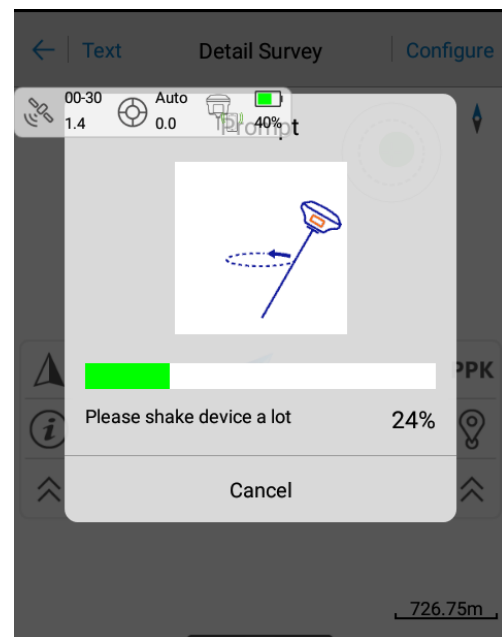 Text Detail Survey Configure
00-30 Auto
1.4 0.0 40%
Prompt
PPK
Please shake device a lot 24%
Cancel
726.75m